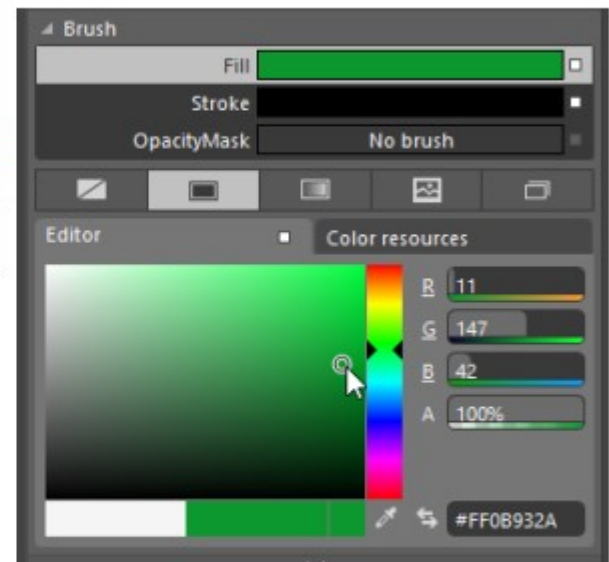 Brush
Fill
Stroke
OpacityMask No brush
Editor Color resources
R 11
G 147
B 42
A 100%
#FF0B932A